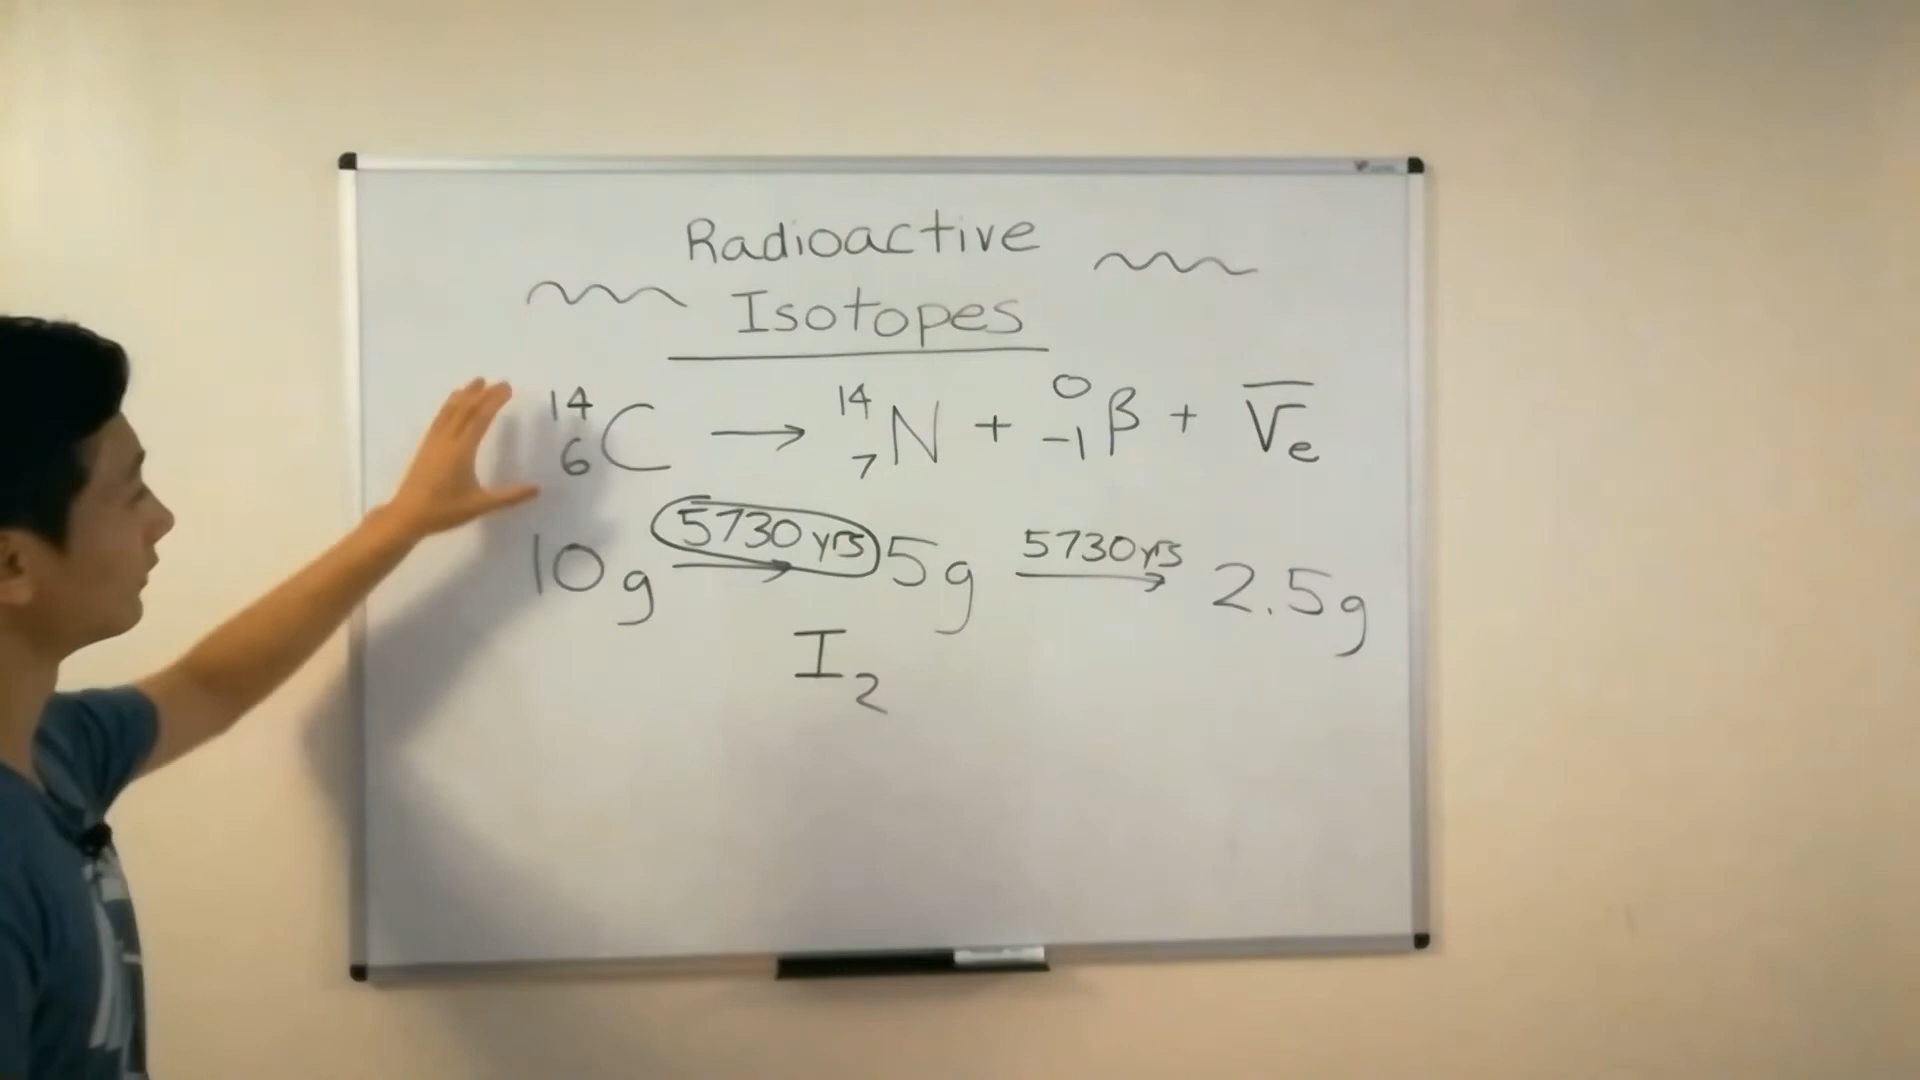 Radioactive
Isotopes
¹⁴₆C → ¹⁴₇N + ⁰₋₁β + V̅ₑ
10g 5730 yrs→ 5g 5730 yrs→ 2.5g
I₂